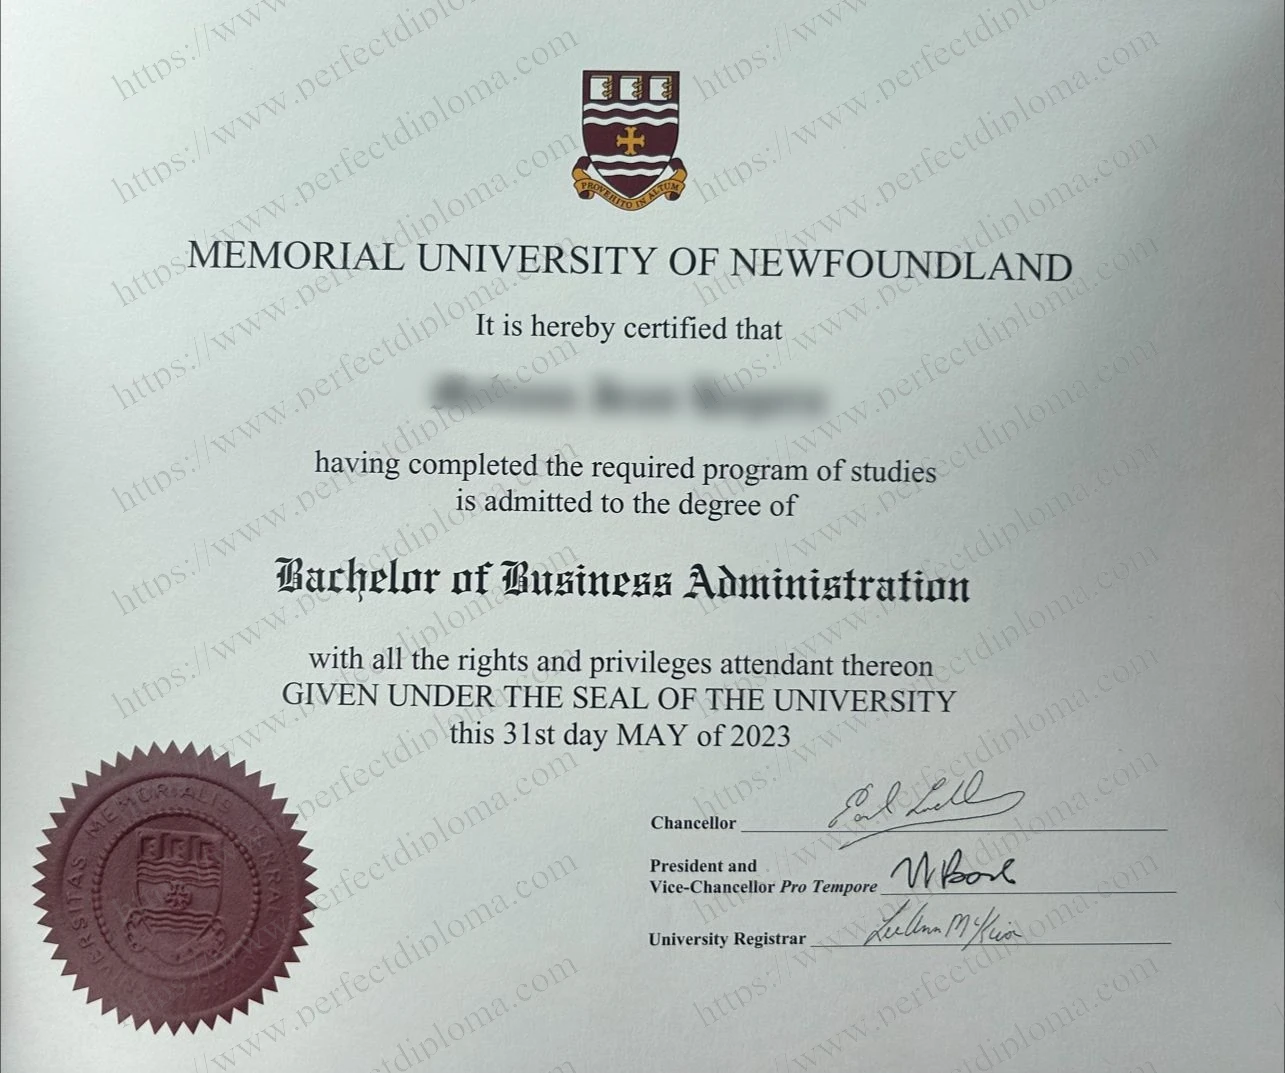 PROVEHITO IN ALTUM
MEMORIAL UNIVERSITY OF NEWFOUNDLAND
It is hereby certified that
having completed the required program of studies
is admitted to the degree of
Bachelor of Business Administration
with all the rights and privileges attendant thereon
GIVEN UNDER THE SEAL OF THE UNIVERSITY
this 31st day MAY of 2023
Chancellor
President and
Vice-Chancellor Pro Tempore
University Registrar LeeAnn McKivor
MEMORIALIS
https://www.perfectdiploma.com